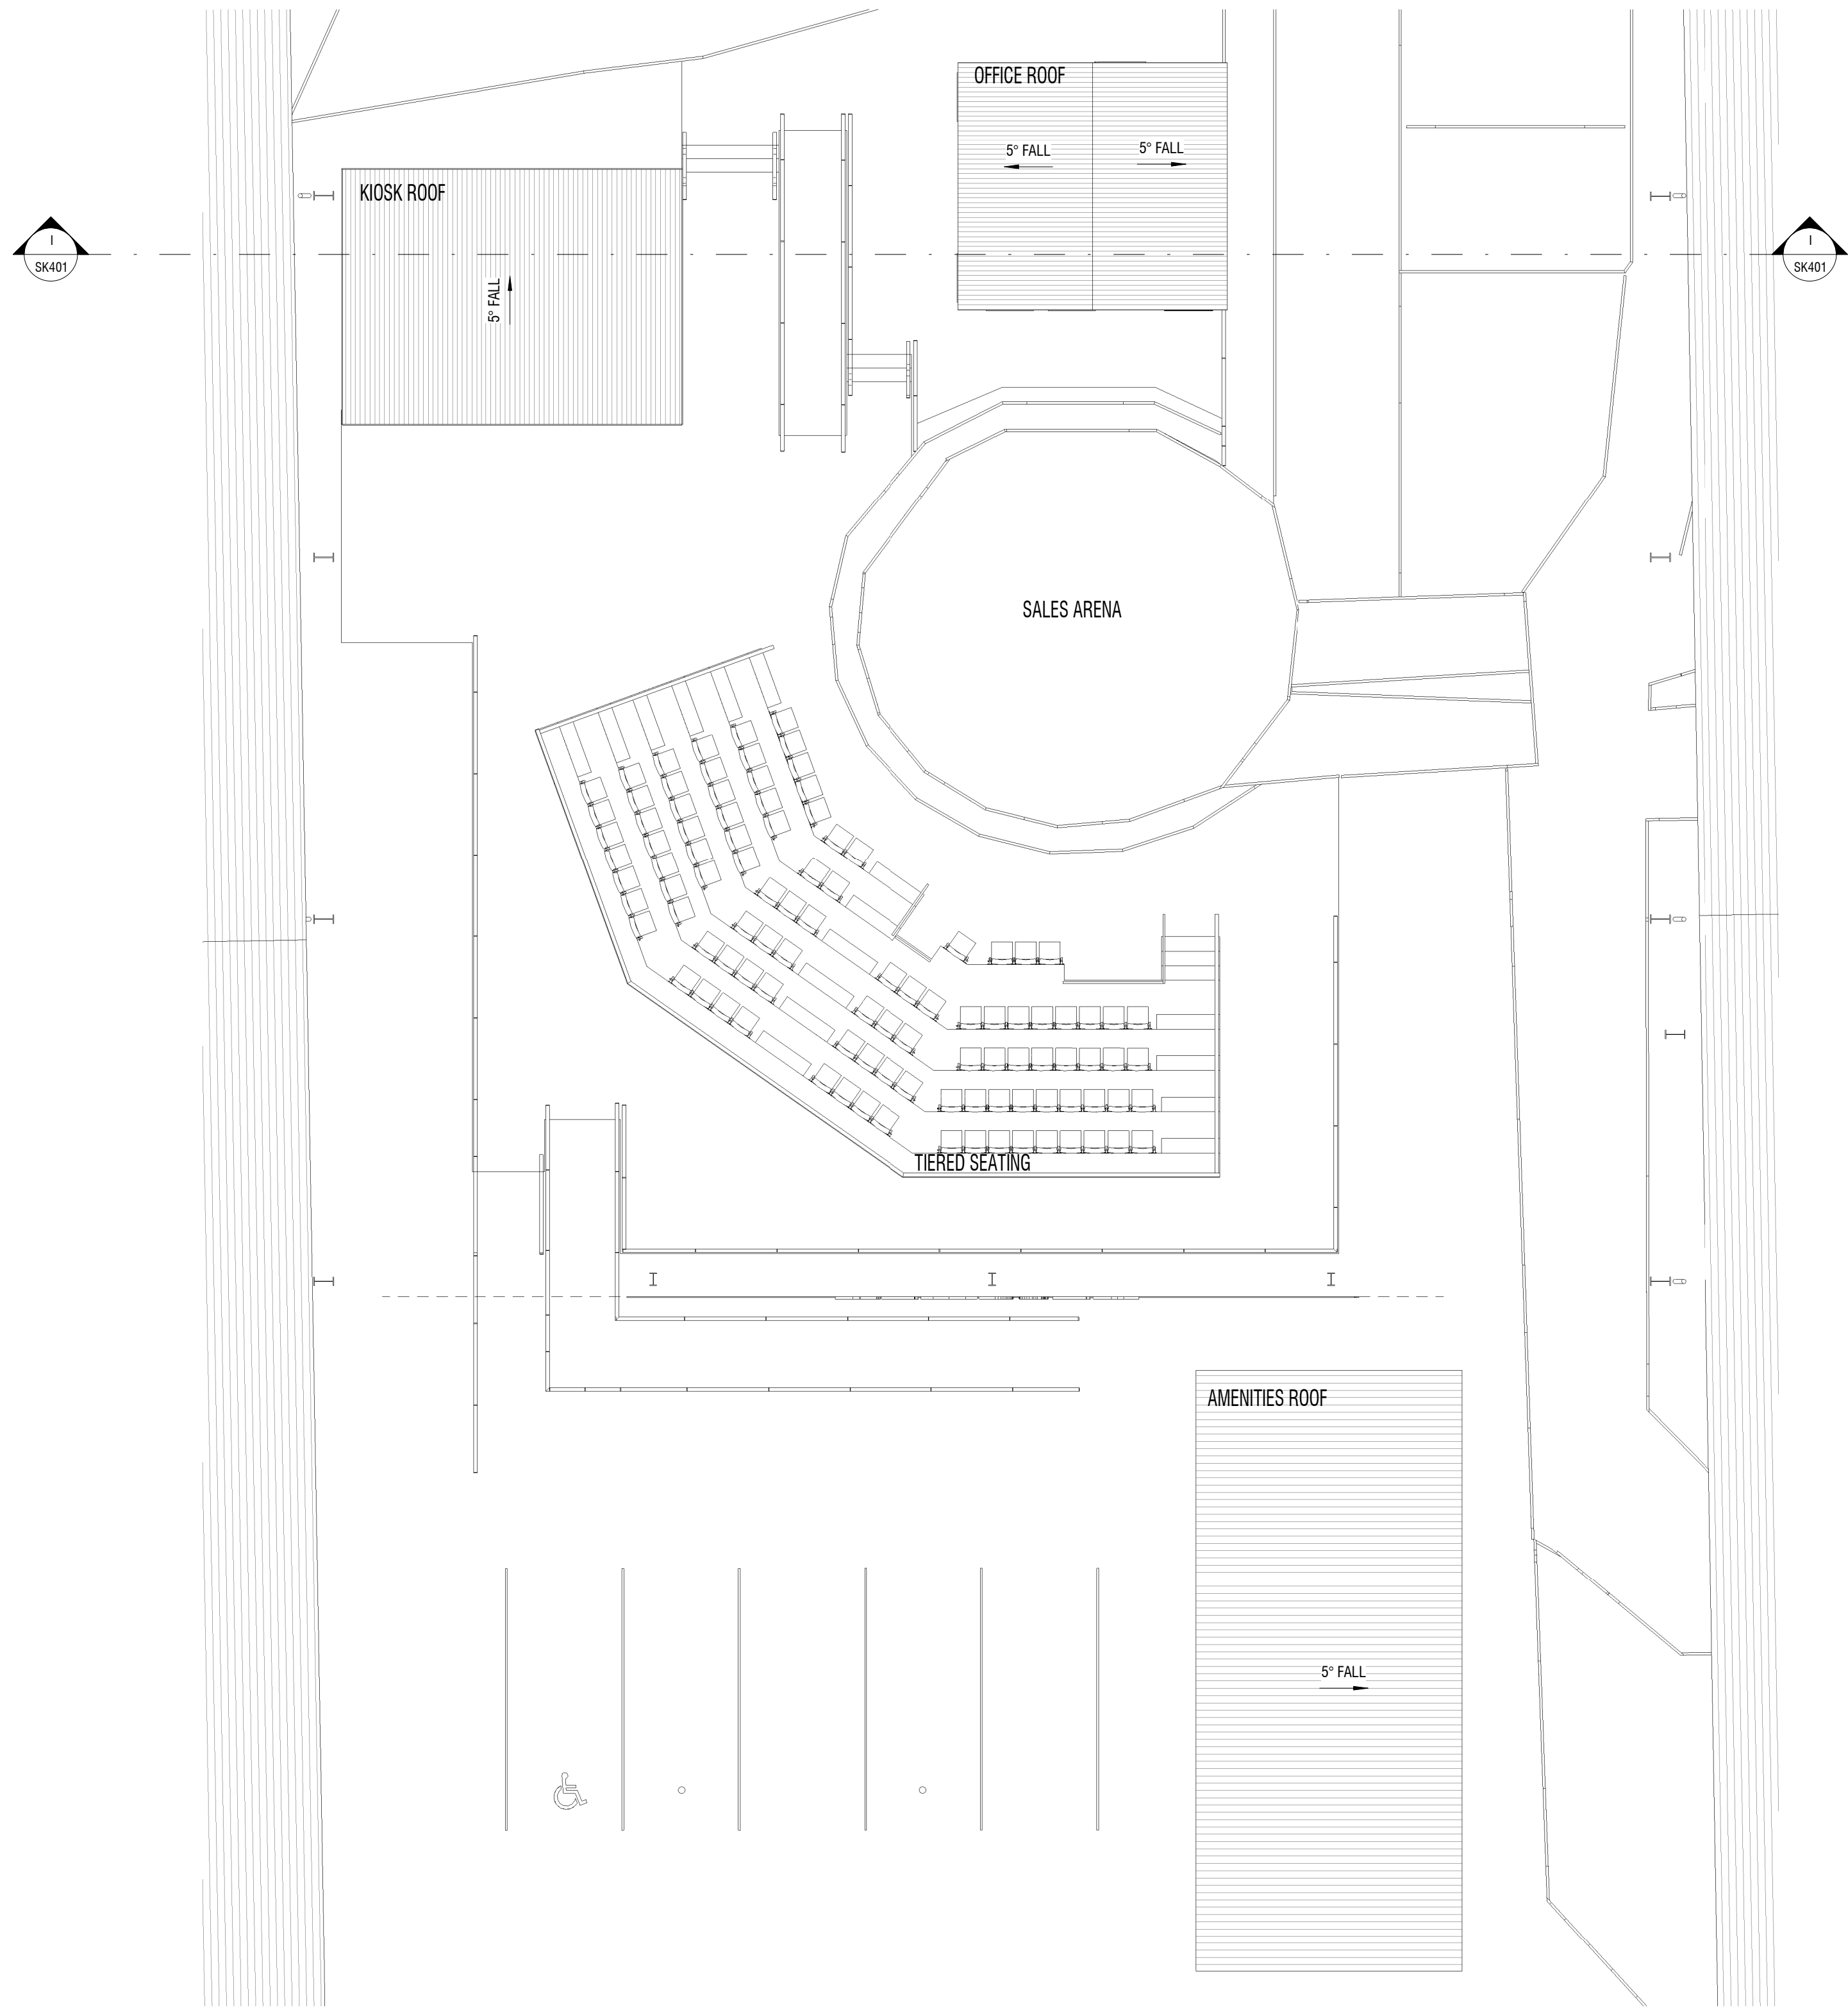 OFFICE ROOF
5° FALL
5° FALL
KIOSK ROOF
I
SK401
I
SK401
5° FALL
SALES ARENA
TIERED SEATING
AMENITIES ROOF
5° FALL